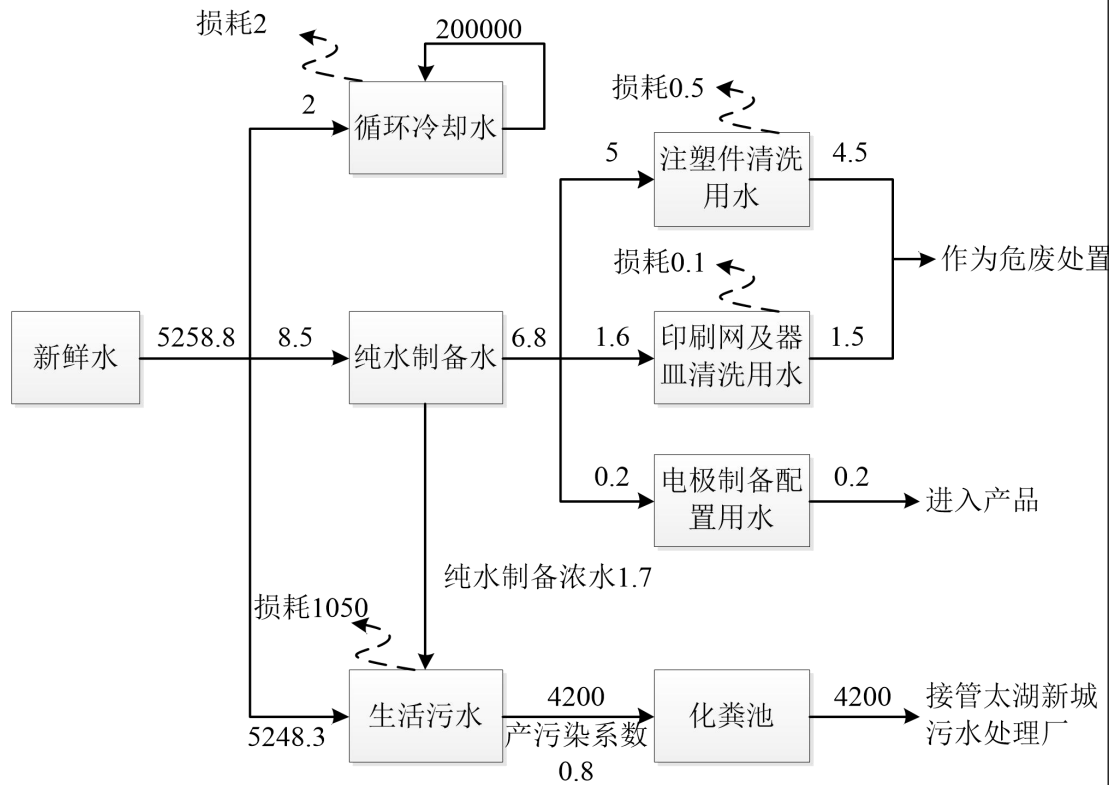 损耗2
200000
2
循环冷却水
损耗0.5
5
注塑件清洗
用水
4.5
作为危废处置
损耗0.1
新鲜水
5258.8
8.5
纯水制备水
6.8
1.6
印刷网及器
皿清洗用水
1.5
0.2
电极制备配
置用水
0.2
进入产品
纯水制备浓水1.7
损耗1050
5248.3
生活污水
4200
产污染系数
0.8
化粪池
4200
接管太湖新城
污水处理厂